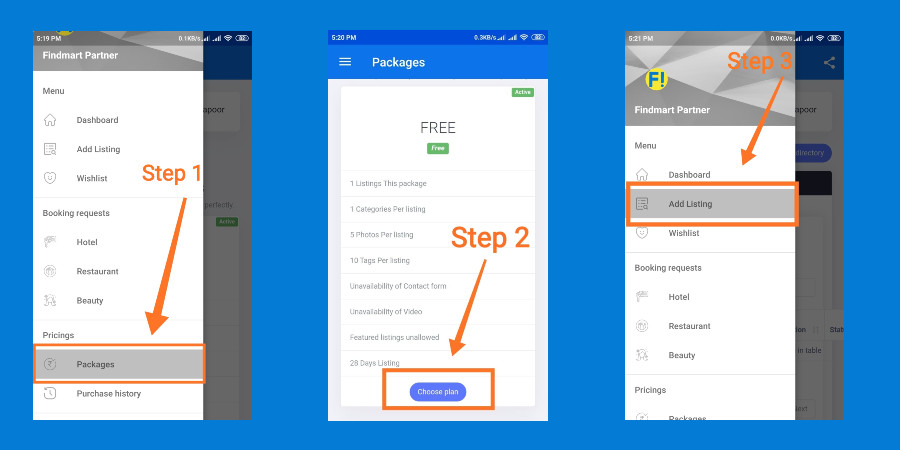 5:19 PM 0.1KB/s
Findmart Partner
Menu
Dashboard
Add Listing
Wishlist
Step 1
perfectly.
Booking requests
Active
Hotel
Restaurant
Beauty
Pricings
Packages
Purchase history
5:20 PM 0.3KB/s
Packages
Active
FREE
Free
1 Listings This package
1 Categories Per listing
5 Photos Per listing
Step 2
10 Tags Per listing
Unavailability of Contact form
Unavailability of Video
Featured listings unallowed
28 Days Listing
Choose plan
5:21 PM 0.0KB/s
Step 3
F!
Findmart Partner
apoor
Menu
directory.
Dashboard
Add Listing
Wishlist
Booking requests
Hotel
Restaurant
Beauty
in table
Pricings
Packages